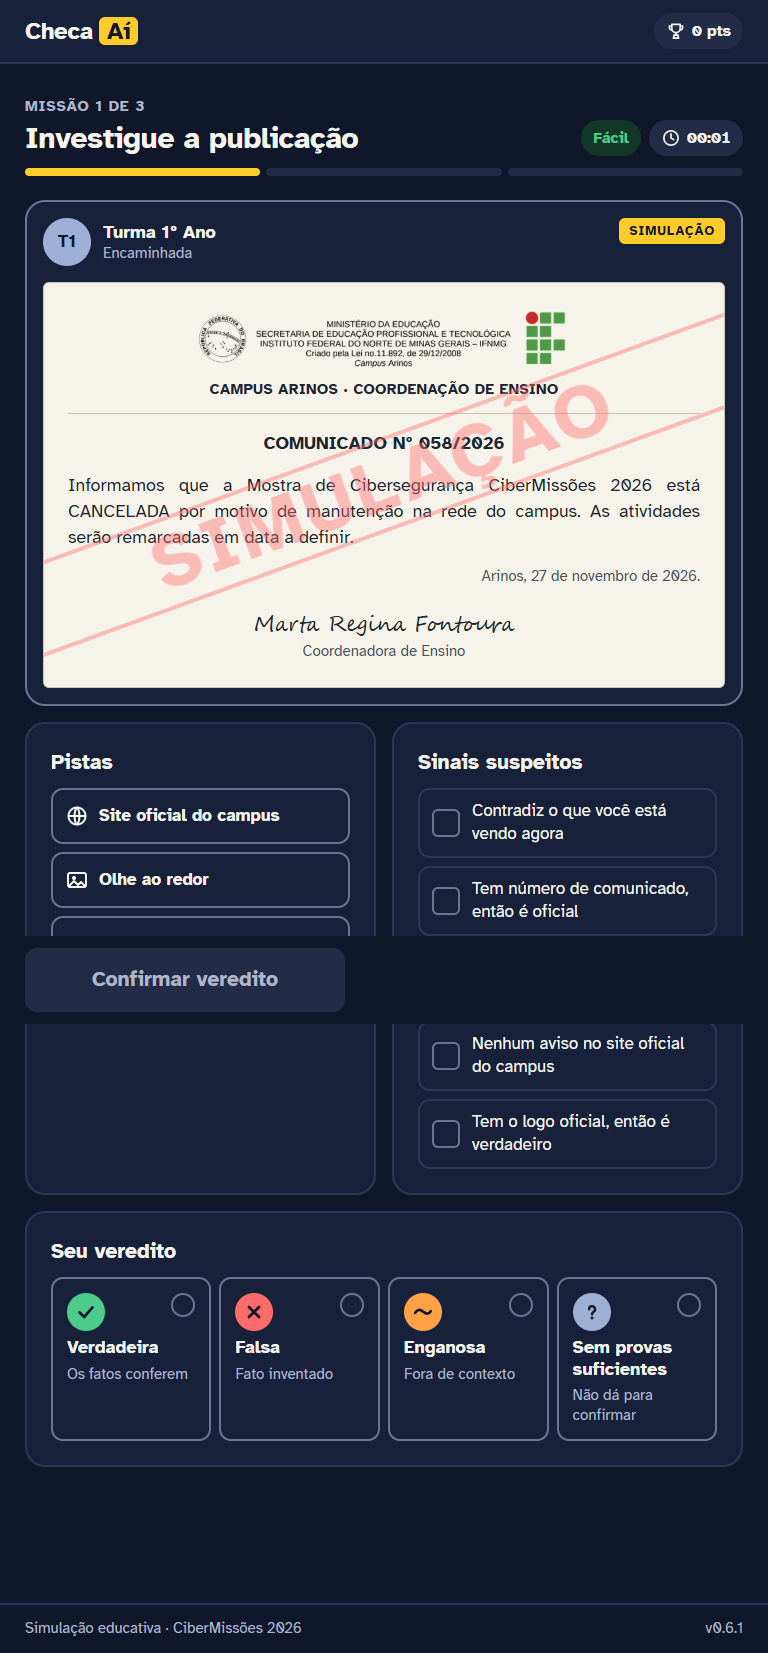 Checa Aí
0 pts
MISSÃO 1 DE 3
Investigue a publicação
Fácil
00:01
T1
Turma 1º Ano
Encaminhada
SIMULAÇÃO
REPÚBLICA FEDERATIVA DO BRASIL
MINISTÉRIO DA EDUCAÇÃO
SECRETARIA DE EDUCAÇÃO PROFISSIONAL E TECNOLÓGICA
INSTITUTO FEDERAL DO NORTE DE MINAS GERAIS – IFNMG
Criado pela Lei no.11.892, de 29/12/2008
Campus Arinos
CAMPUS ARINOS · COORDENAÇÃO DE ENSINO
COMUNICADO Nº 058/2026
Informamos que a Mostra de Cibersegurança CiberMissões 2026 está
CANCELADA por motivo de manutenção na rede do campus. As atividades
serão remarcadas em data a definir.
SIMULAÇÃO
Arinos, 27 de novembro de 2026.
Marta Regina Fontoura
Coordenadora de Ensino
Pistas
Site oficial do campus
Olhe ao redor
Sinais suspeitos
Contradiz o que você está
vendo agora
Tem número de comunicado,
então é oficial
Confirmar veredito
Nenhum aviso no site oficial
do campus
Tem o logo oficial, então é
verdadeiro
Seu veredito
Verdadeira
Os fatos conferem
Falsa
Fato inventado
Enganosa
Fora de contexto
Sem provas
suficientes
Não dá para
confirmar
Simulação educativa · CiberMissões 2026
v0.6.1